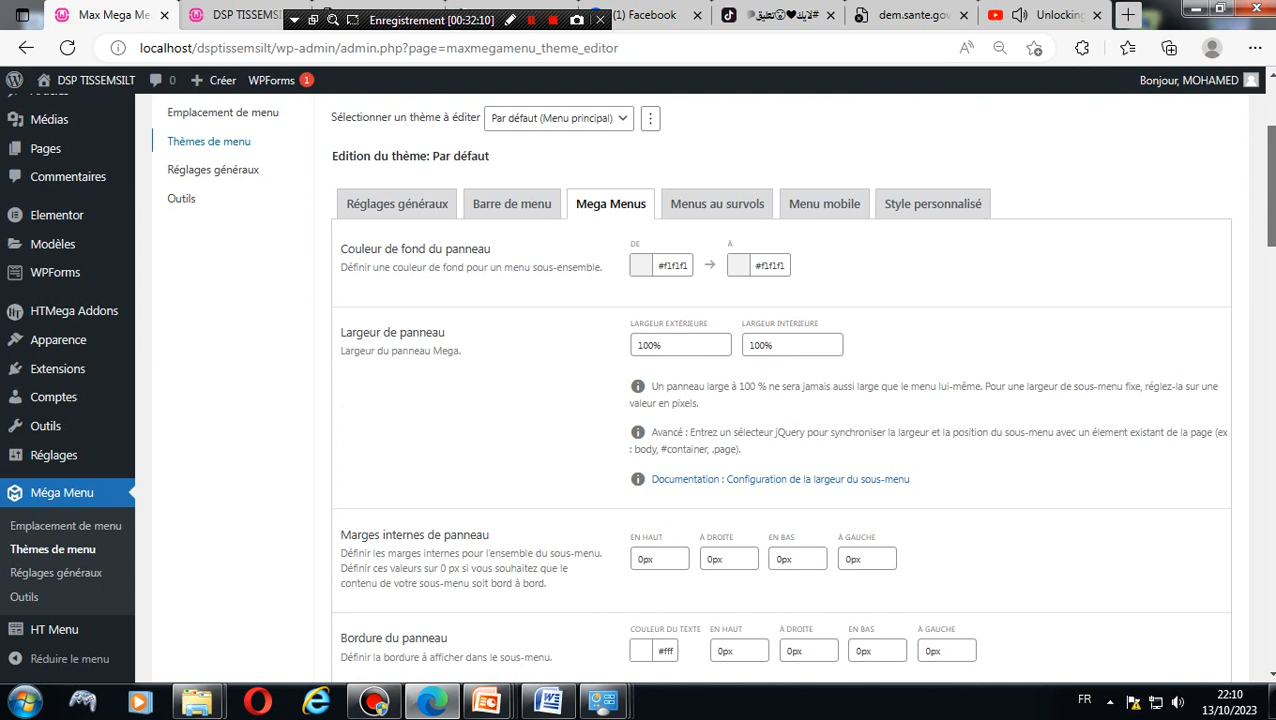 Max Mega Me
DSP TISSEMSIL
Enregistrement [00:32:10]
(1) Facebook
dem.sante.gov
Unlocking
localhost/dsptissemsilt/wp-admin/admin.php?page=maxmegamenu_theme_editor
DSP TISSEMSILT
0
Créer
WPForms
1
Bonjour, MOHAMED
Médias
Pages
Commentaires
Elementor
Modèles
WPForms
HTMega Addons
Apparence
Extensions
Comptes
Outils
Réglages
Méga Menu
Emplacement de menu
Thèmes de menu
Réglages généraux
Outils
HT Menu
Réduire le menu
Emplacement de menu
Thèmes de menu
Réglages généraux
Outils
Sélectionner un thème à éditer
Par défaut (Menu principal)
Edition du thème: Par défaut
Réglages généraux
Barre de menu
Mega Menus
Menus au survols
Menu mobile
Style personnalisé
Couleur de fond du panneau
Définir une couleur de fond pour un menu sous-ensemble.
DE
À
#f1f1f1
#f1f1f1
Largeur de panneau
Largeur du panneau Mega.
LARGEUR EXTÉRIEURE
LARGEUR INTÉRIEURE
100%
100%
Un panneau large à 100 % ne sera jamais aussi large que le menu lui-même. Pour une largeur de sous-menu fixe, réglez-la sur une
valeur en pixels.
Avancé : Entrez un sélecteur jQuery pour synchroniser la largeur et la position du sous-menu avec un élement existant de la page (ex
: body, #container, .page).
Documentation : Configuration de la largeur du sous-menu
Marges internes de panneau
Définir les marges internes pour l'ensemble du sous-menu.
Définir ces valeurs sur 0 px si vous souhaitez que le
contenu de votre sous-menu soit bord à bord.
EN HAUT
À DROITE
EN BAS
À GAUCHE
0px
0px
0px
0px
Bordure du panneau
Définir la bordure à afficher dans le sous-menu.
COULEUR DU TEXTE
EN HAUT
À DROITE
EN BAS
À GAUCHE
#fff
0px
0px
0px
0px
FR
22:10
13/10/2023